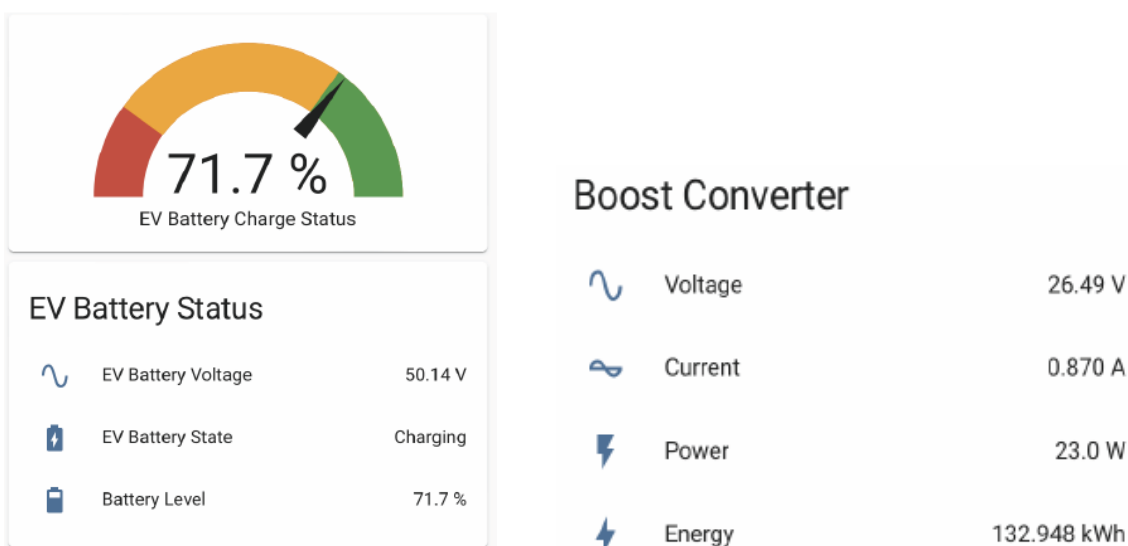 71.7 %
EV Battery Charge Status
EV Battery Status
EV Battery Voltage 50.14 V
EV Battery State Charging
Battery Level 71.7 %
Boost Converter
Voltage 26.49 V
Current 0.870 A
Power 23.0 W
Energy 132.948 kWh